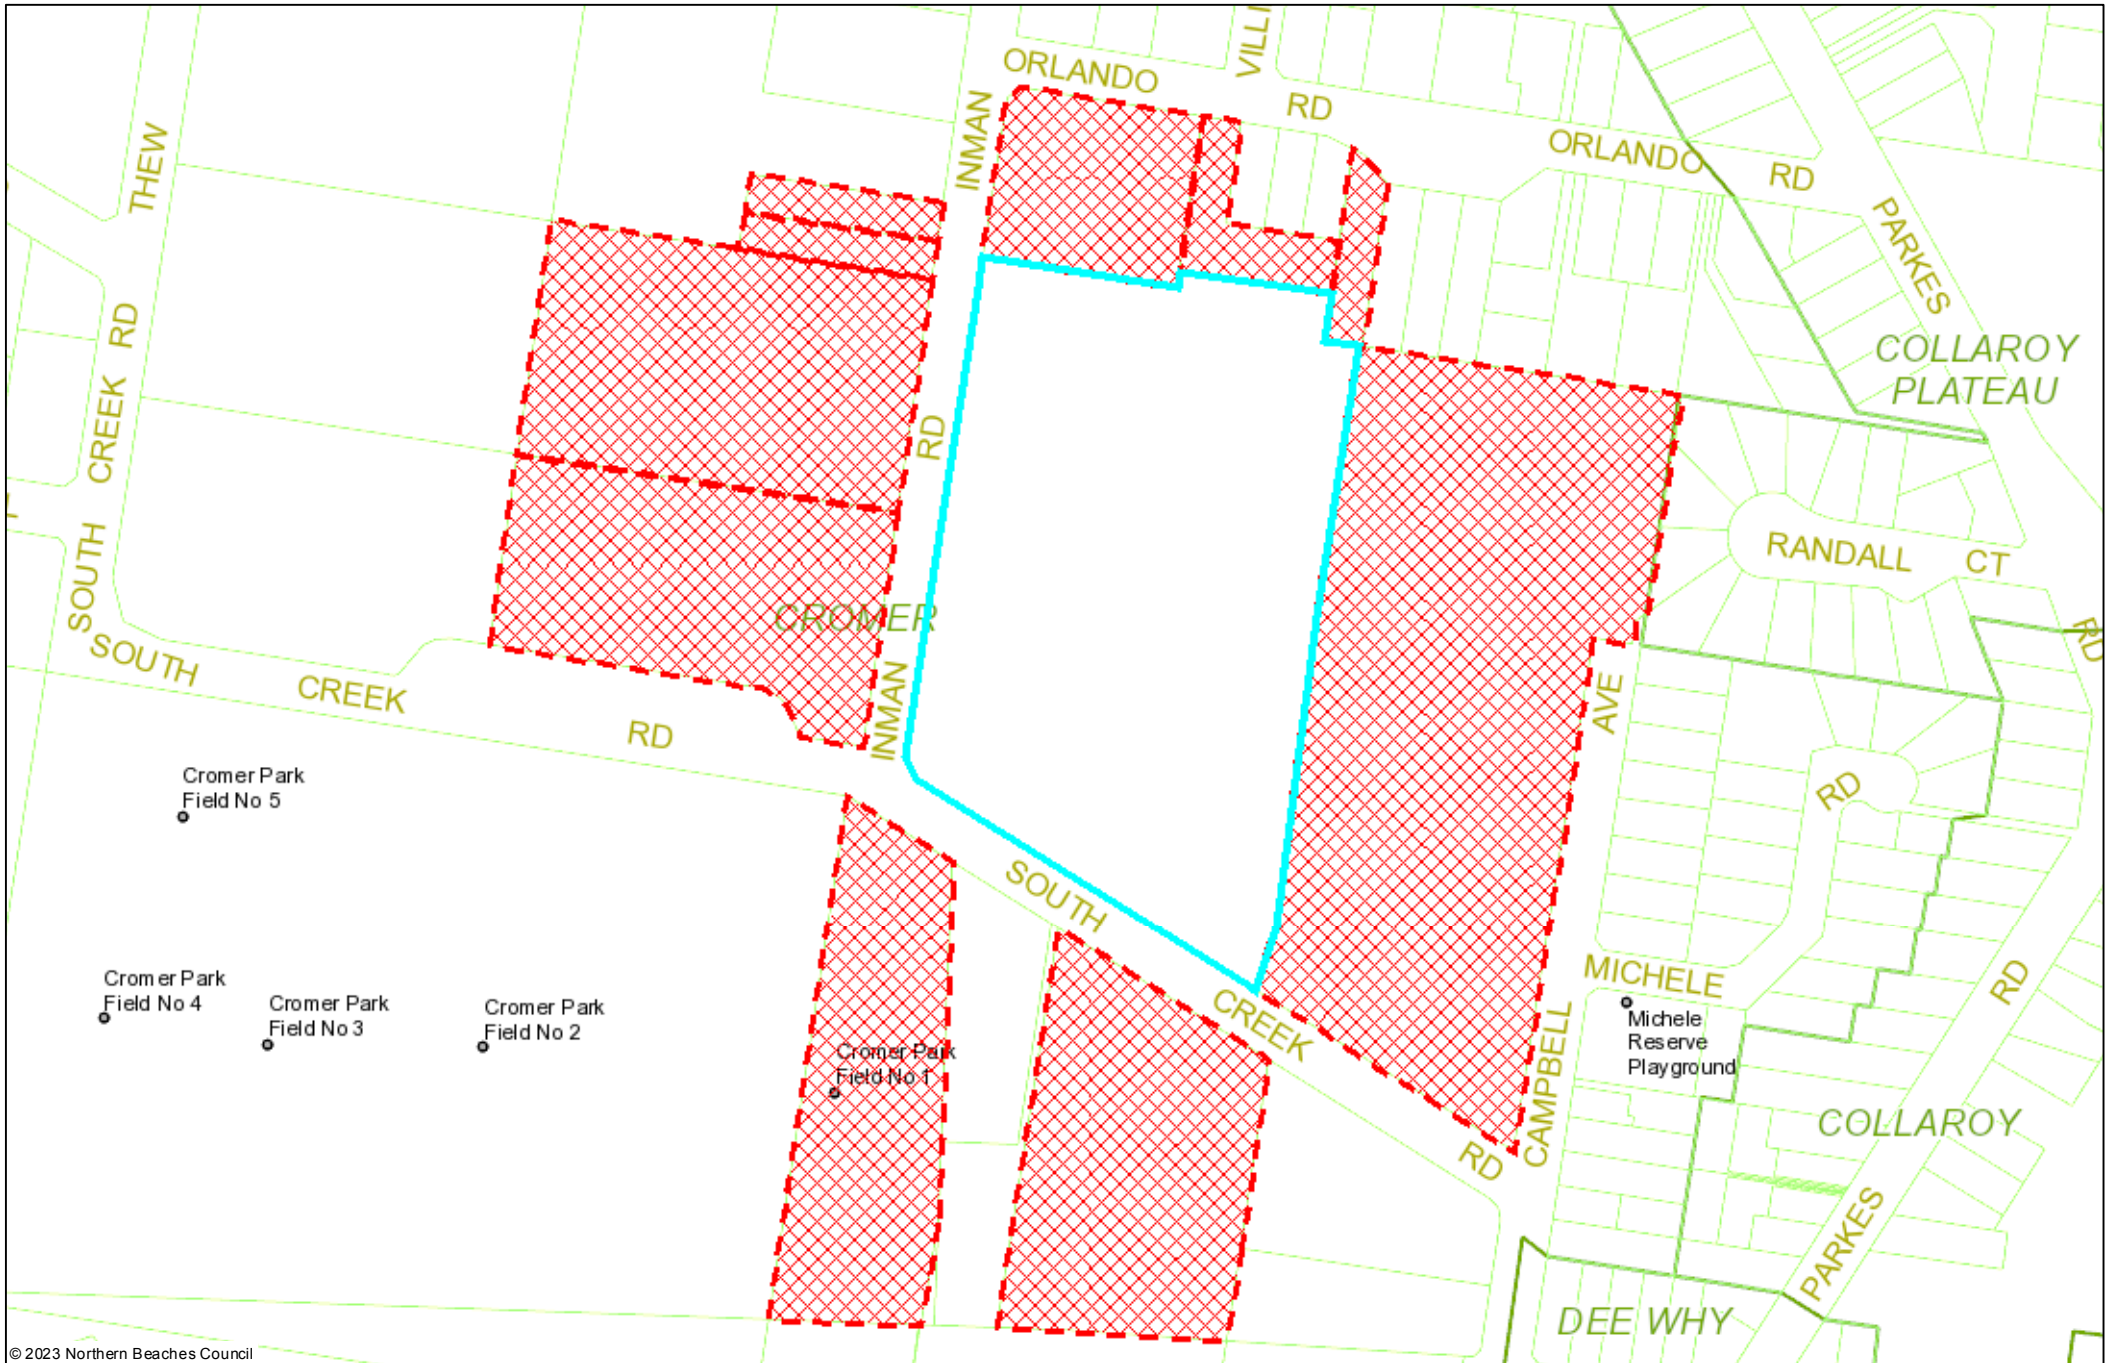 ORLANDO
VILLI
RD
INMAN
THEW
ORLANDO
RD
PARKES
COLLAROY
PLATEAU
RD
CREEK
RD
SOUTH
RANDALL
CT
CROMER
RD
SOUTH
CREEK
RD
INMAN
AVE
RD
Cromer Park
Field No 5
SOUTH
CREEK
RD
MICHELE
Michele
Reserve
Playground
CAMPBELL
RD
Cromer Park
Field No 4
Cromer Park
Field No 3
Cromer Park
Field No 2
Cromer Park
Field No 1
COLLAROY
PARKES
DEE WHY
© 2023 Northern Beaches Council